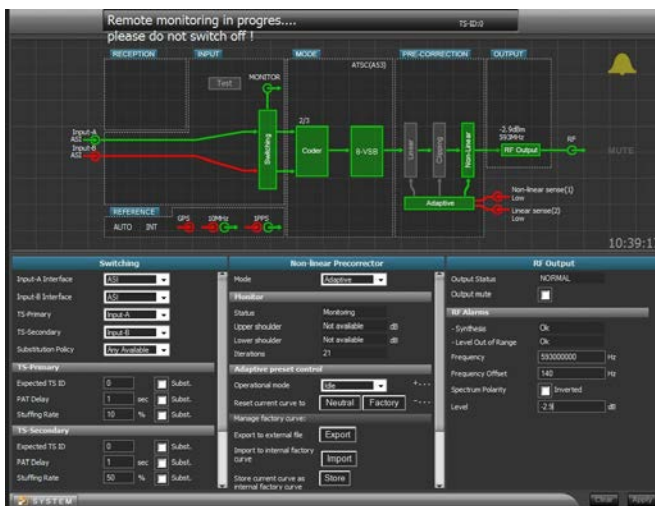 Remote monitoring in progres....
please do not switch off !
TS-ID:0
RECEPTION
INPUT
MODE
PRE-CORRECTION
OUTPUT
ATSC(A53)
Test
MONITOR
Input-A
ASI
Input-B
ASI
Switching
2/3
Coder
8-VSB
Linear
Clipping
Non-Linear
-2.9dBm
593MHz
RF Output
RF
MUTE
Adaptive
Non-linear sense(1)
Low
Linear sense(2)
Low
REFERENCE
AUTO INT
GPS 10MHz 1PPS
10:39:17
Switching
Input-A Interface ASI
Input-B Interface ASI
TS-Primary Input-A
TS-Secondary Input-B
Substitution Policy Any Available
TS-Primary
Expected TS ID 0 Subst.
PAT Delay 1 sec Subst.
Stuffing Rate 10 % Subst.
TS-Secondary
Expected TS ID 0 Subst.
PAT Delay 1 sec Subst.
Stuffing Rate 50 % Subst.
Non-linear Precorrector
Mode Adaptive
Monitor
Status Monitoring
Upper shoulder Not available dB
Lower shoulder Not available dB
Iterations 21
Adaptive preset control
Operational mode Idle +...
Reset current curve to Neutral Factory -...
Manage factory curve:
Export to external file Export
Import to internal factory
curve Import
Store current curve as
internal factory curve Store
RF Output
Output Status NORMAL
Output mute
RF Alarms
- Synthesis Ok
- Level Out of Range Ok
Frequency 593000000 Hz
Frequency Offset 140 Hz
Spectrum Polarity Inverted
Level -2.9 dB
SYSTEM
Clear Apply